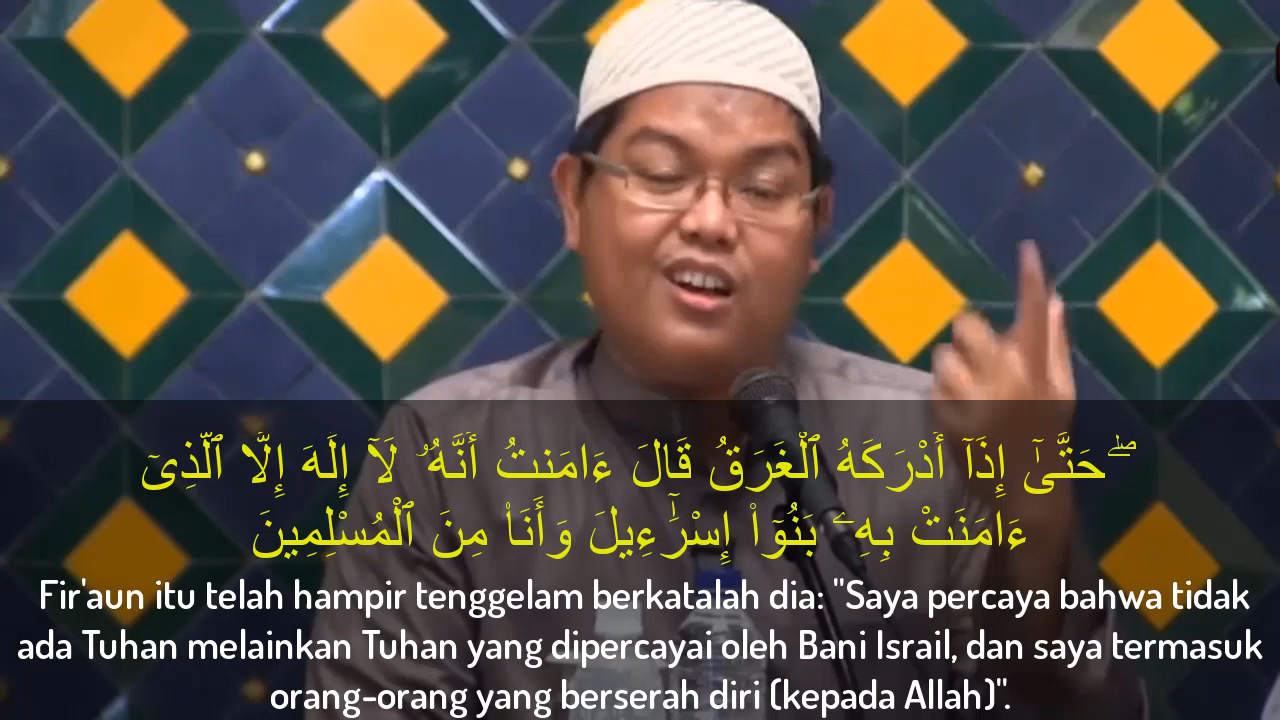 ۖ حَتَّىٰٓ إِذَآ أَدْرَكَهُ ٱلْغَرَقُ قَالَ ءَامَنتُ أَنَّهُۥ لَآ إِلَٰهَ إِلَّا ٱلَّذِىٓ
ءَامَنَتْ بِهِۦ بَنُوٓا۟ إِسْرَٰٓءِيلَ وَأَنَا۠ مِنَ ٱلْمُسْلِمِينَ
Fir'aun itu telah hampir tenggelam berkatalah dia: "Saya percaya bahwa tidak
ada Tuhan melainkan Tuhan yang dipercayai oleh Bani Israil, dan saya termasuk
orang-orang yang berserah diri (kepada Allah)".